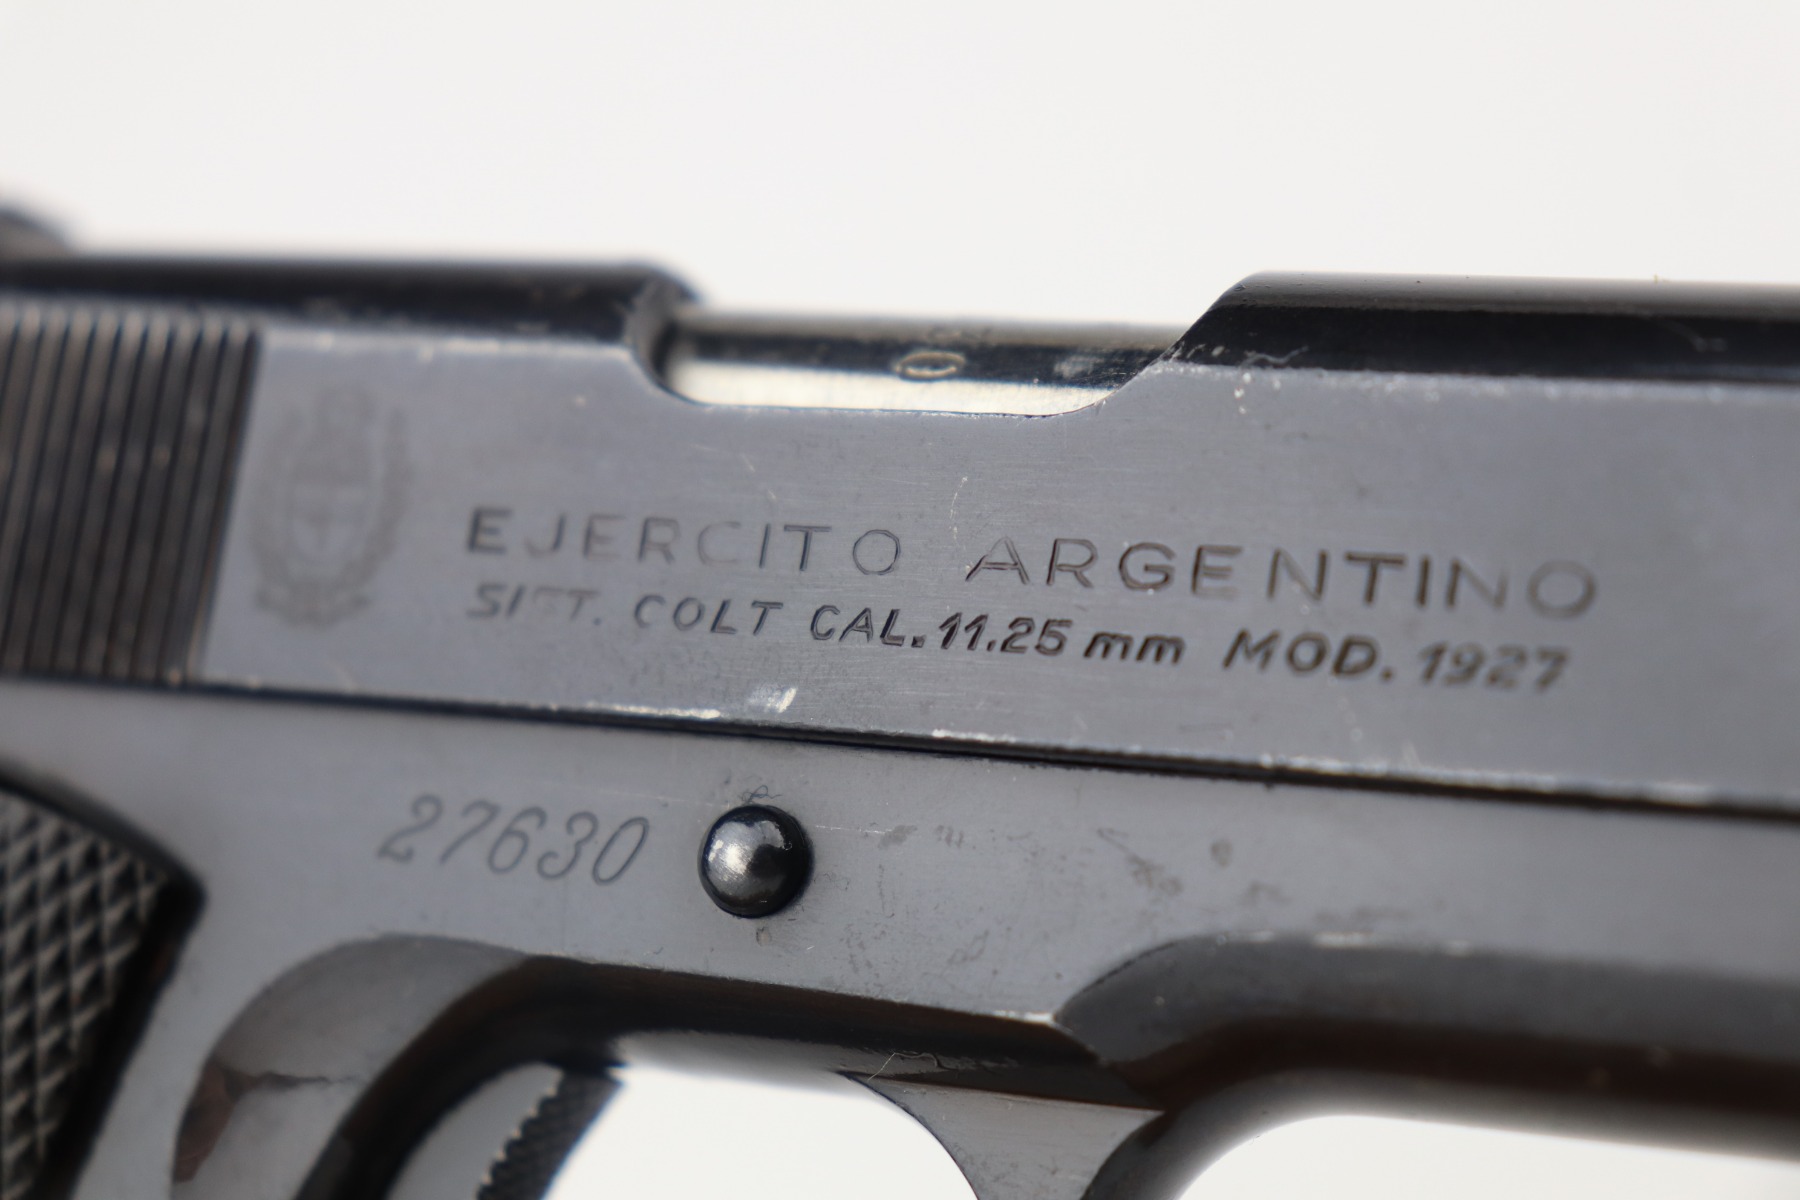 EJERCITO ARGENTINO
SIST. COLT CAL. 11.25 mm MOD. 1927
27630